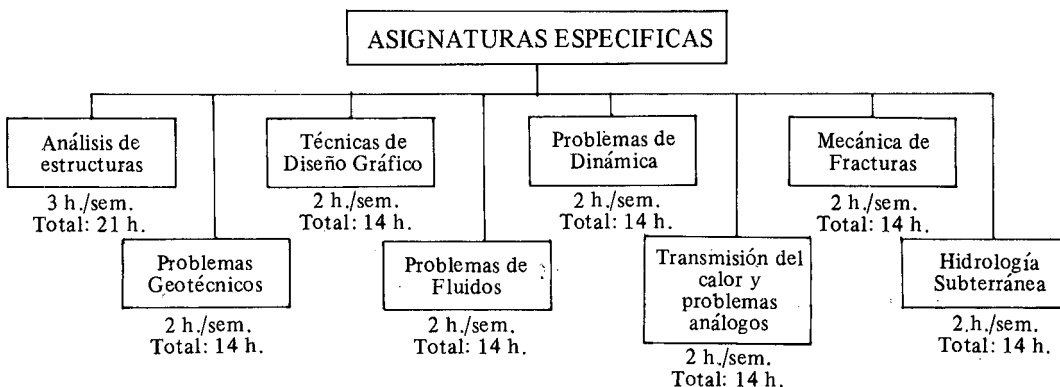 ASIGNATURAS ESPECIFICAS
Análisis de
estructuras
3 h./sem.
Total: 21 h.
Técnicas de
Diseño Gráfico
2 h./sem.
Total: 14 h.
Problemas de
Dinámica
2 h./sem.
Total: 14 h.
Mecánica de
Fracturas
2 h./sem.
Total: 14 h.
Problemas
Geotécnicos
2 h./sem.
Total: 14 h.
Problemas de
Fluidos
2 h./sem.
Total: 14 h.
Transmisión del
calor y
problemas
análogos
2 h./sem.
Total: 14 h.
Hidrología
Subterránea
2.h./sem.
Total: 14 h.